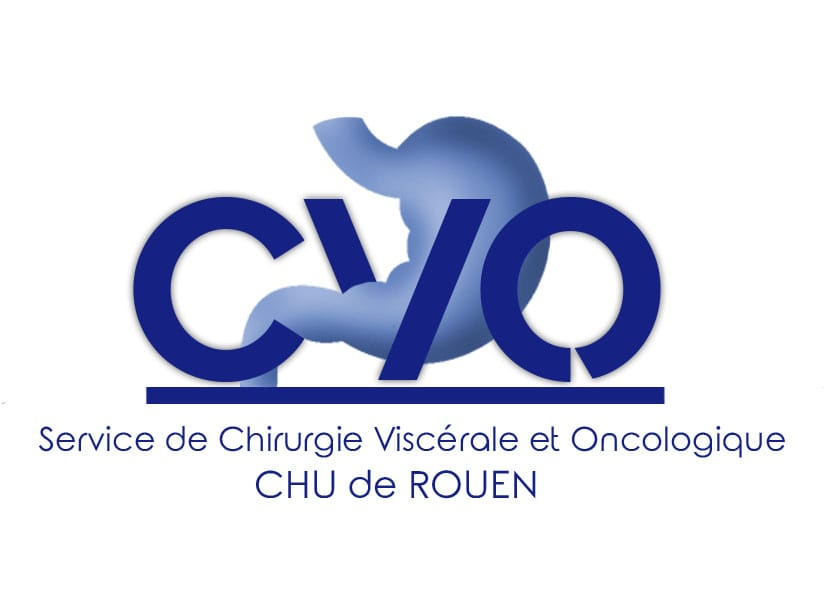 CVO
Service de Chirurgie Viscérale et Oncologique
CHU de ROUEN